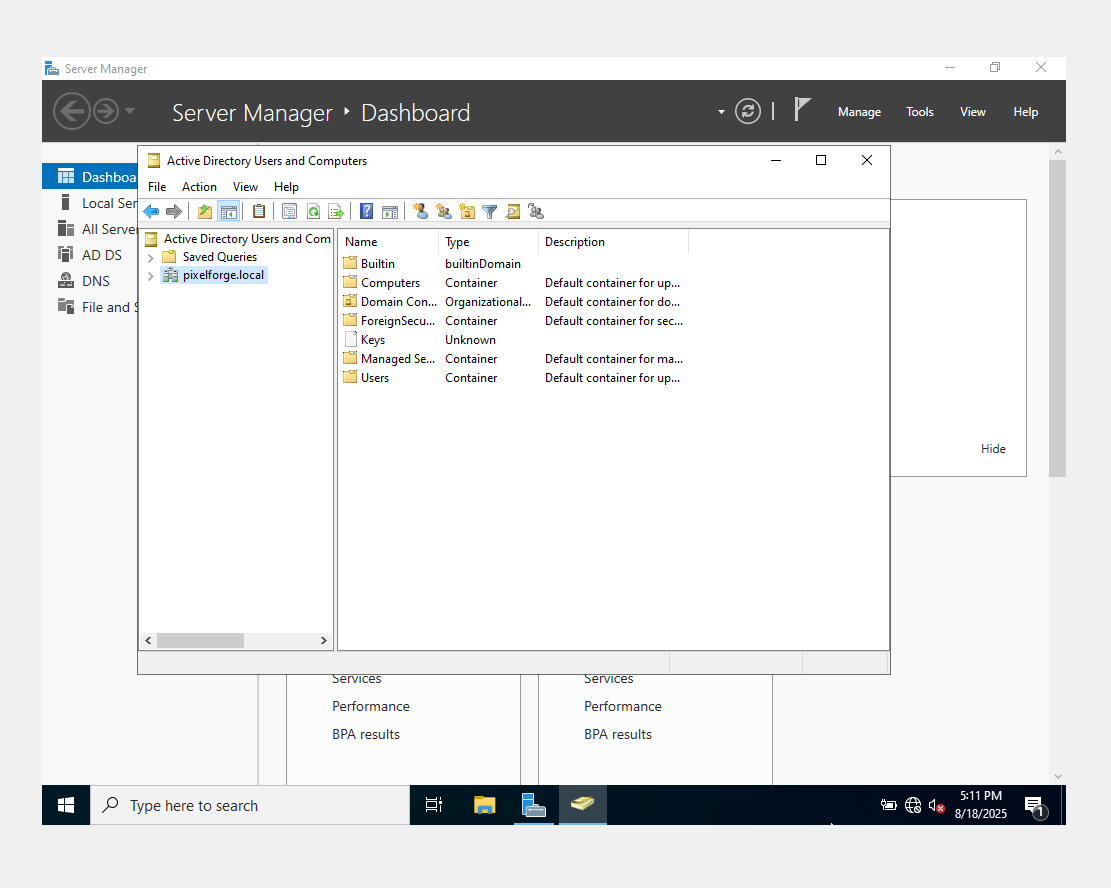 Server Manager
Server Manager ‣ Dashboard
Manage Tools View Help
Dashboa
Local Ser
All Server
AD DS
DNS
File and S
Active Directory Users and Computers
File Action View Help
Active Directory Users and Com
Saved Queries
pixelforge.local
Name Type Description
Builtin builtinDomain
Computers Container Default container for up...
Domain Con... Organizational...
ForeignSecu... Container Default container for sec...
Keys Unknown
Managed Se... Container Default container for ma...
Users Container Default container for up...
Hide
Services Services
Performance Performance
BPA results BPA results
Type here to search
5:11 PM
8/18/2025
1